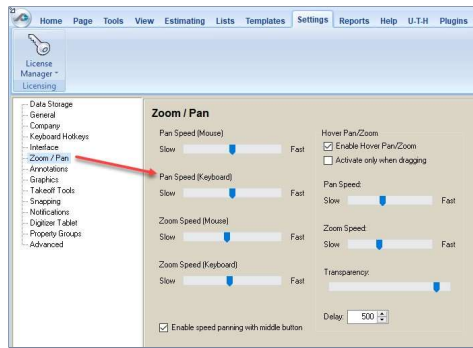 23
Home Page Tools View Estimating Lists Templates Settings Reports Help U-T-H Plugins
License
Manager
Licensing
Data Storage
General
Company
Keyboard Hotkeys
Interface
Zoom / Pan
Annotations
Graphics
Takeoff Tools
Snapping
Notifications
Digitizer Tablet
Property Groups
Advanced
Zoom / Pan
Pan Speed (Mouse)
Slow Fast
Pan Speed (Keyboard)
Slow Fast
Zoom Speed (Mouse)
Slow Fast
Zoom Speed (Keyboard)
Slow Fast
Enable speed panning with middle button
Hover Pan/Zoom
Enable Hover Pan/Zoom
Activate only when dragging
Pan Speed:
Slow Fast
Zoom Speed:
Slow Fast
Transparency:
Delay: 500